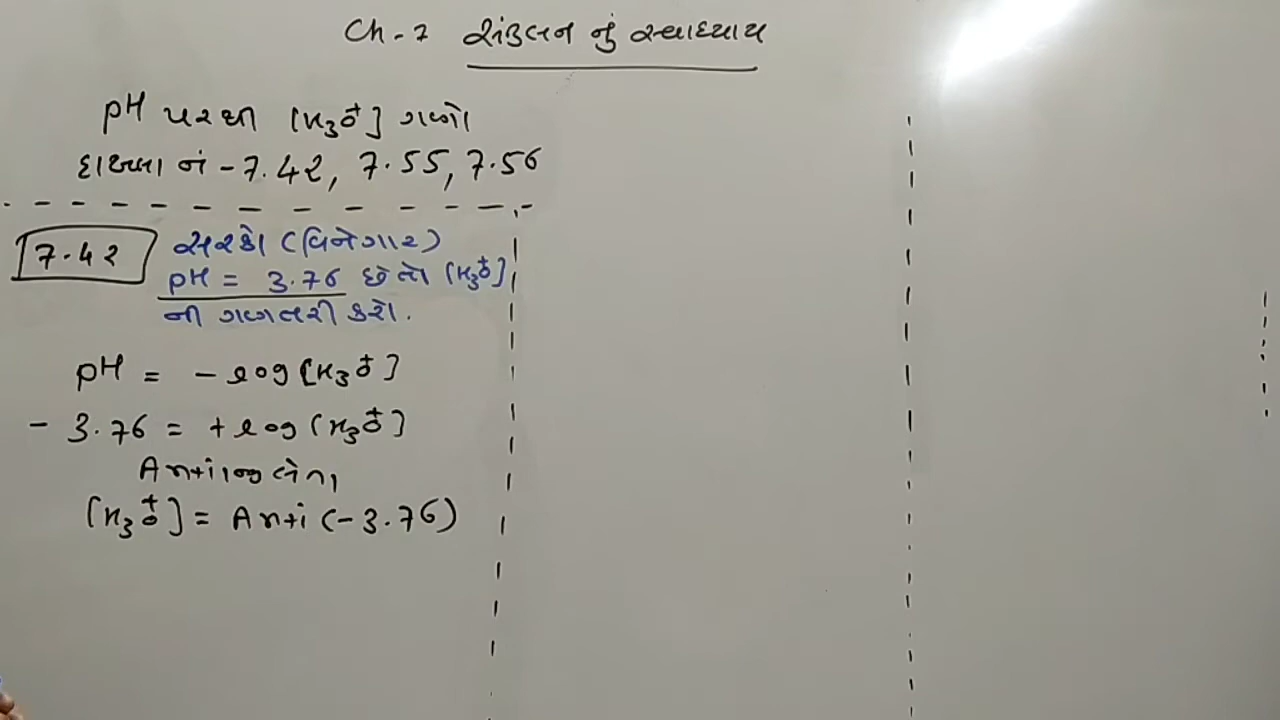 Ch-7 સંતુલન નું સ્વાધ્યાય
pH પરથી [H₃O⁺] ગણો
દાખલા નં - 7.42, 7.55, 7.56
7.42
સરકો (વિનેગાર)
pH = 3.76 છે તો [H₃O⁺]
ની ગણતરી કરો.
pH = - log [H₃O⁺]
- 3.76 = + log [H₃O⁺]
Antilog લેતા
[H₃O⁺] = Anti (-3.76)